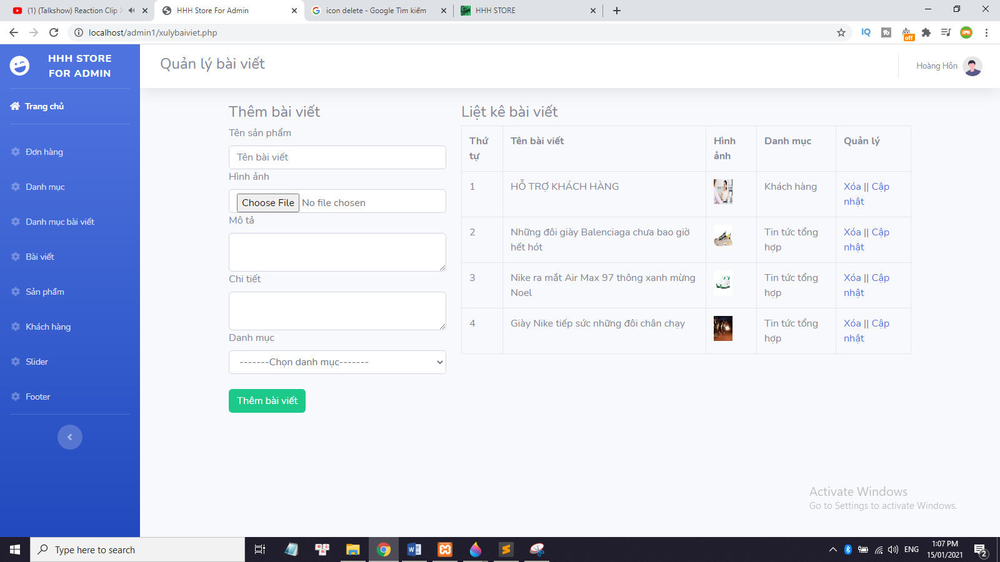 (1) (Talkshow) Reaction Clip
HHH Store For Admin
icon delete - Google Tìm kiếm
HHH STORE
localhost/admin1/xulybaiviet.php
IQ
tb
off
HHH STORE
FOR ADMIN
Trang chủ
Đơn hàng
Danh mục
Danh mục bài viết
Bài viết
Sản phẩm
Khách hàng
Slider
Footer
Quản lý bài viết
Hoàng Hôn
Thêm bài viết
Tên sản phẩm
Tên bài viết
Hình ảnh
Choose File No file chosen
Mô tả
Chi tiết
Danh mục
-------Chọn danh mục-------
Thêm bài viết
Liệt kê bài viết
Thứ tự Tên bài viết Hình ảnh Danh mục Quản lý
1 HỖ TRỢ KHÁCH HÀNG Khách hàng Xóa || Cập nhật
2 Những đôi giày Balenciaga chưa bao giờ hết hót Tin tức tổng hợp Xóa || Cập nhật
3 Nike ra mắt Air Max 97 thông xanh mừng Noel Tin tức tổng hợp Xóa || Cập nhật
4 Giày Nike tiếp sức những đôi chân chạy Tin tức tổng hợp Xóa || Cập nhật
Activate Windows
Go to Settings to activate Windows.
Type here to search
ENG
1:07 PM
15/01/2021
2